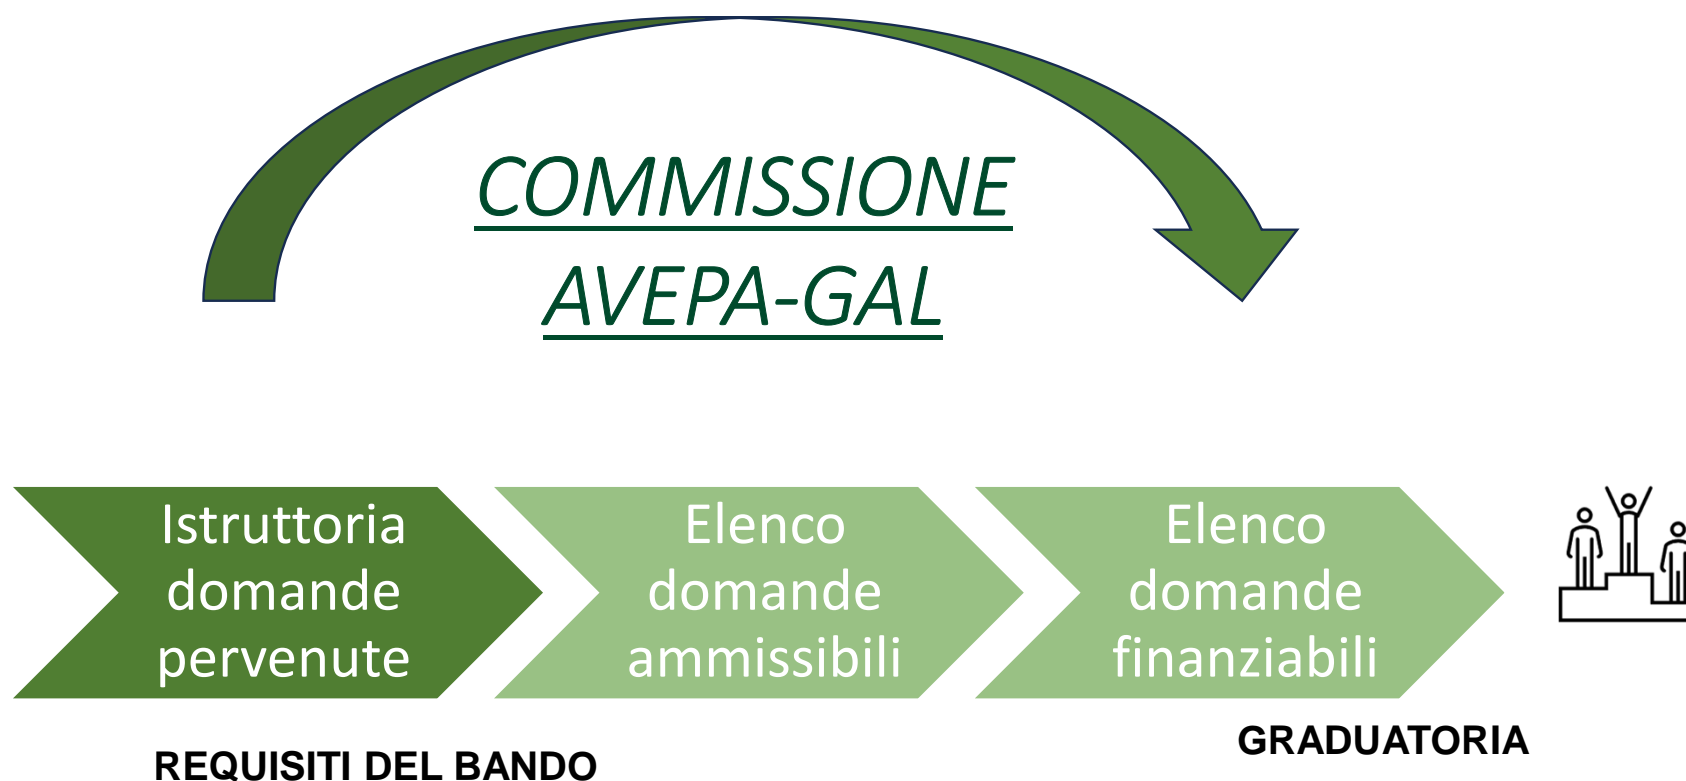 COMMISSIONE
AVEPA-GAL
Istruttoria
domande
pervenute
Elenco
domande
ammissibili
Elenco
domande
finanziabili
GRADUATORIA
REQUISITI DEL BANDO